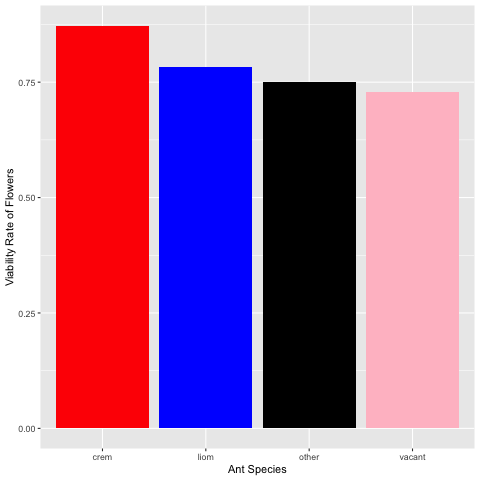 Viability Rate of Flowers
0.75
0.50
0.25
0.00
crem liom other vacant
Ant Species